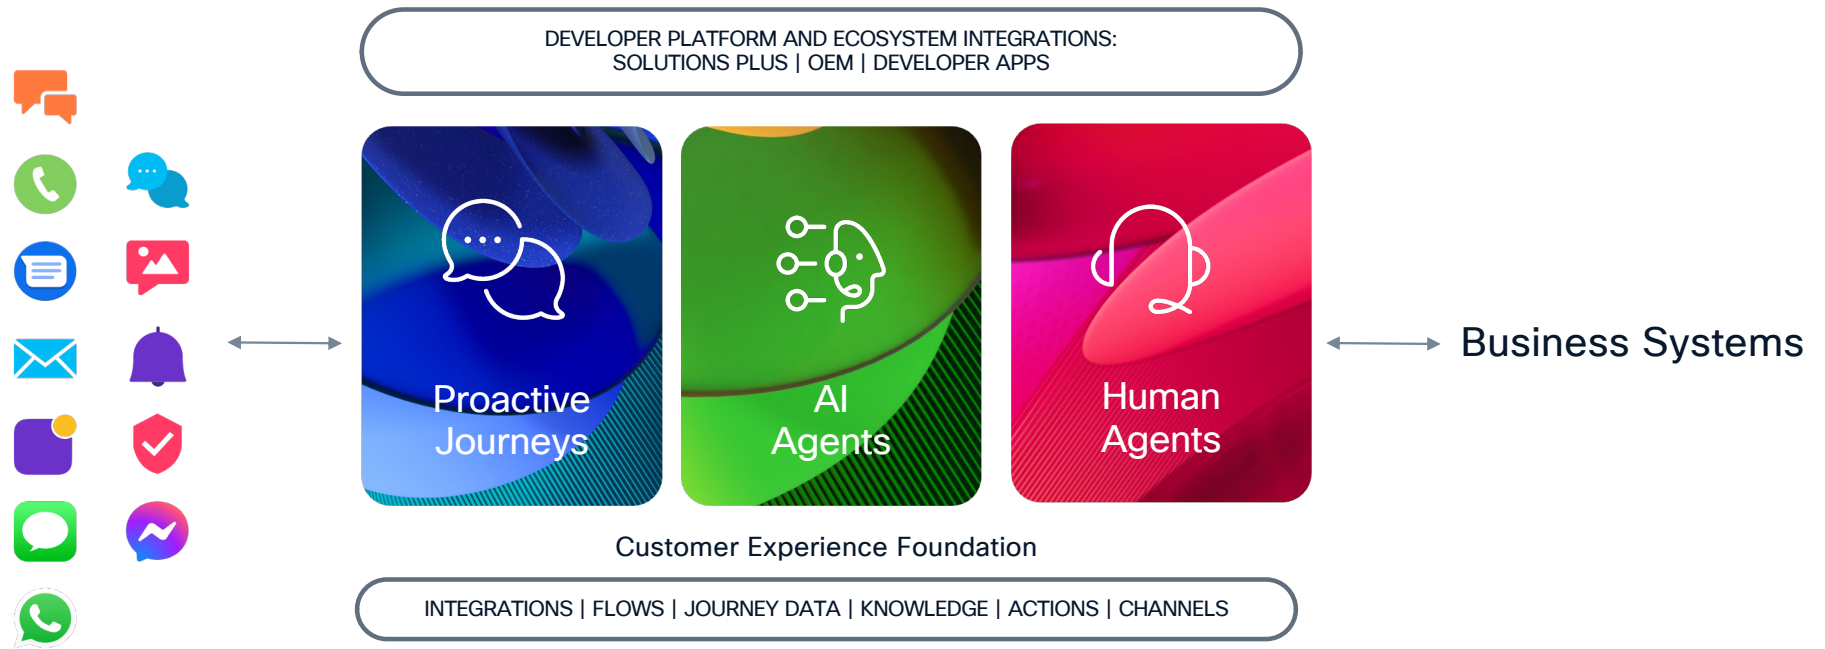 DEVELOPER PLATFORM AND ECOSYSTEM INTEGRATIONS:
SOLUTIONS PLUS | OEM | DEVELOPER APPS
Proactive
Journeys
AI
Agents
Human
Agents
Business Systems
Customer Experience Foundation
INTEGRATIONS | FLOWS | JOURNEY DATA | KNOWLEDGE | ACTIONS | CHANNELS